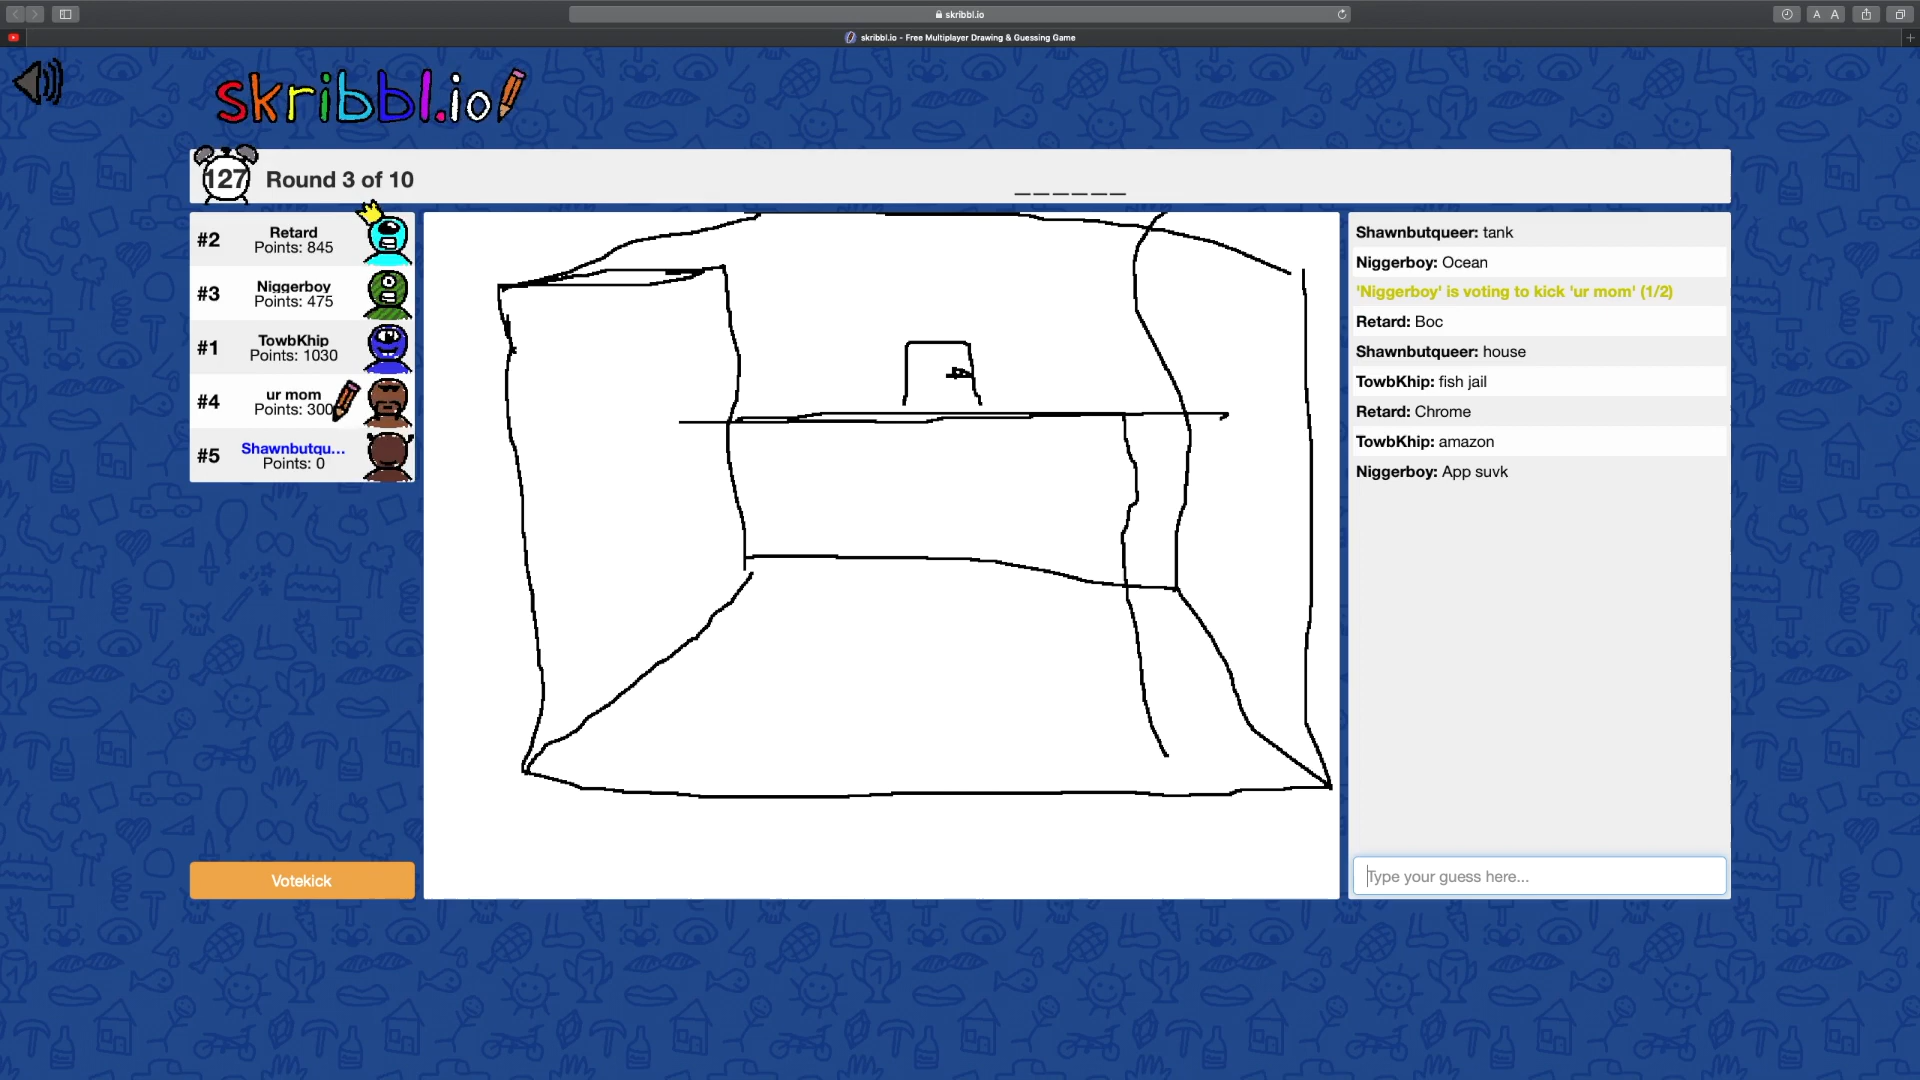 skribbl.io
skribbl.io - Free Multiplayer Drawing & Guessing Game
A A
skribbl.io
127
Round 3 of 10
______
#2
Retard
Points: 845
#3
Niggerboy
Points: 475
#1
TowbKhip
Points: 1030
#4
ur mom
Points: 300
#5
Shawnbutqu...
Points: 0
Votekick
Shawnbutqueer: tank
Niggerboy: Ocean
'Niggerboy' is voting to kick 'ur mom' (1/2)
Retard: Boc
Shawnbutqueer: house
TowbKhip: fish jail
Retard: Chrome
TowbKhip: amazon
Niggerboy: App suvk
Type your guess here...